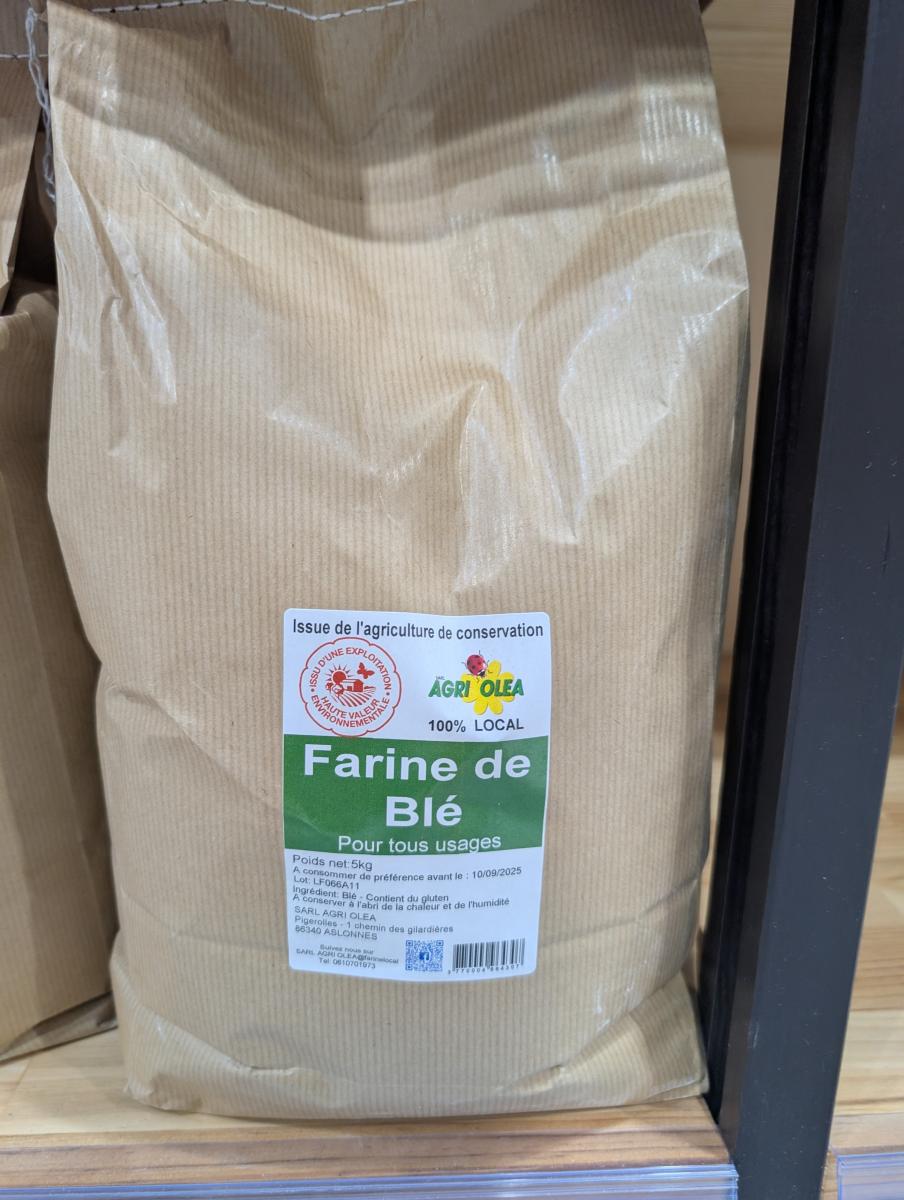 Issue de l'agriculture de conservation
ISSU D'UNE EXPLOITATION
HAUTE VALEUR
ENVIRONNEMENTALE
SARL
AGRI OLEA
100% LOCAL
Farine de
Blé
Pour tous usages
Poids net:5kg
A consommer de préférence avant le : 10/09/2025
Lot: LF066A11
Ingrédient: Blé - Contient du gluten
A conserver à l'abri de la chaleur et de l'humidité
SARL AGRI OLEA
Pigerolles - 1 chemin des gilardières
86340 ASLONNES
Suivez nous sur
SARL AGRI OLEA@farinelocal
Tel: 0610701973